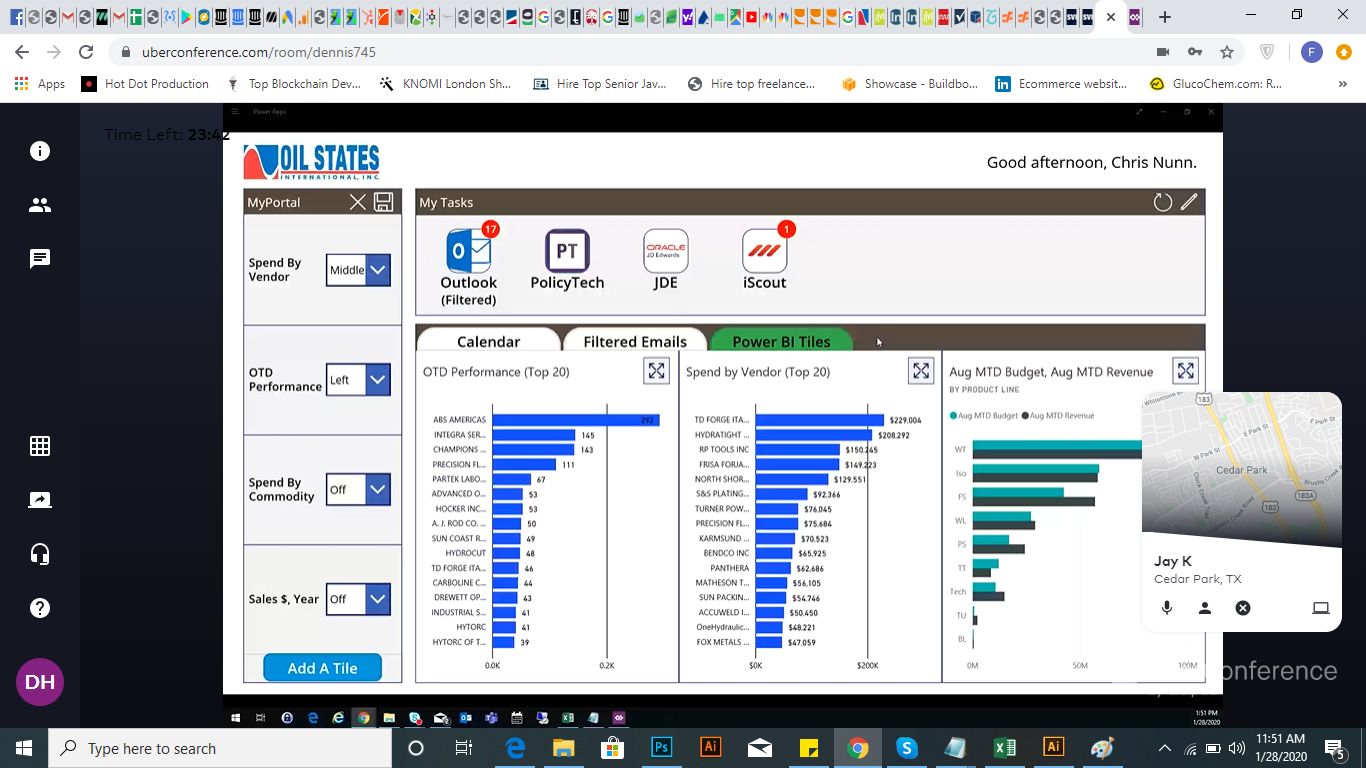 uberconference.com/room/dennis745
F
Apps
Hot Dot Production
Top Blockchain Dev...
KNOMI London Sh...
Hire Top Senior Jav...
Hire top freelance...
Showcase - Buildbo...
Ecommerce websit...
GlucoChem.com: R...
Power Apps
Time Left: 23:42
OIL STATES
INTERNATIONAL, INC.
Good afternoon, Chris Nunn.
MyPortal
My Tasks
17
1
PT
ORACLE
JD Edwards
Outlook
(Filtered)
PolicyTech
JDE
iScout
Spend By
Vendor
Middle
OTD
Performance
Left
Spend By
Commodity
Off
Sales $, Year
Off
Add A Tile
Calendar
Filtered Emails
Power BI Tiles
OTD Performance (Top 20)
ABS AMERICAS 292
INTEGRA SER... 145
CHAMPIONS ... 143
PRECISION FL... 111
PARTEK LABO... 67
ADVANCED O... 53
HOCKER INC... 53
A. J. ROD CO. ... 50
SUN COAST R... 49
HYDROCUT 48
TD FORGE ITA... 46
CARBOLINE C... 44
DREWETT OP... 43
INDUSTRIAL S... 41
HYTORC 41
HYTORC OF T... 39
0.0K 0.2K
Spend by Vendor (Top 20)
TD FORGE ITA... $229,004
HYDRATIGHT ... $208,292
RP TOOLS INC $150,245
FRISA FORJA... $149,223
NORTH SHOR... $129,551
S&S PLATING... $92,366
TURNER POW... $76,045
PRECISION FL... $75,684
KARMSUND ... $70,523
BENDCO INC $65,925
PANTHERA $62,686
MATHESON T... $56,105
SUN PACKIN... $54,746
ACCUWELD I... $50,450
OneHydraulic... $48,221
FOX METALS ... $47,059
$0K $200K
Aug MTD Budget, Aug MTD Revenue
BY PRODUCT LINE
Aug MTD Budget Aug MTD Revenue
WT
Iso
FS
WL
PS
TT
Tech
TU
BL
0M 50M 100M
183
E Park St
W Park St
Cedar Park
183A
183
Jay K
Cedar Park, TX
onference
DH
1:51 PM
1/28/2020
Type here to search
Ps
Ai
Ai
11:51 AM
1/28/2020
5